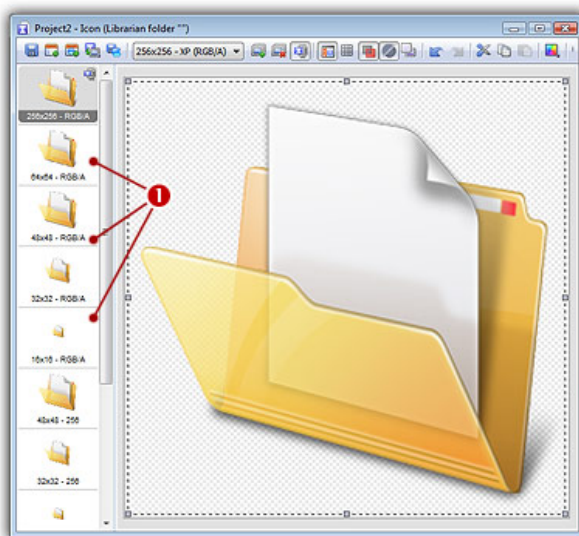 Project2 - Icon (Librarian folder "")
256x256 - XP (RGB/A)
256x256 - RGB/A
64x64 - RGB/A
1
48x48 - RGB/A
32x32 - RGB/A
16x16 - RGB/A
48x48 - 256
32x32 - 256